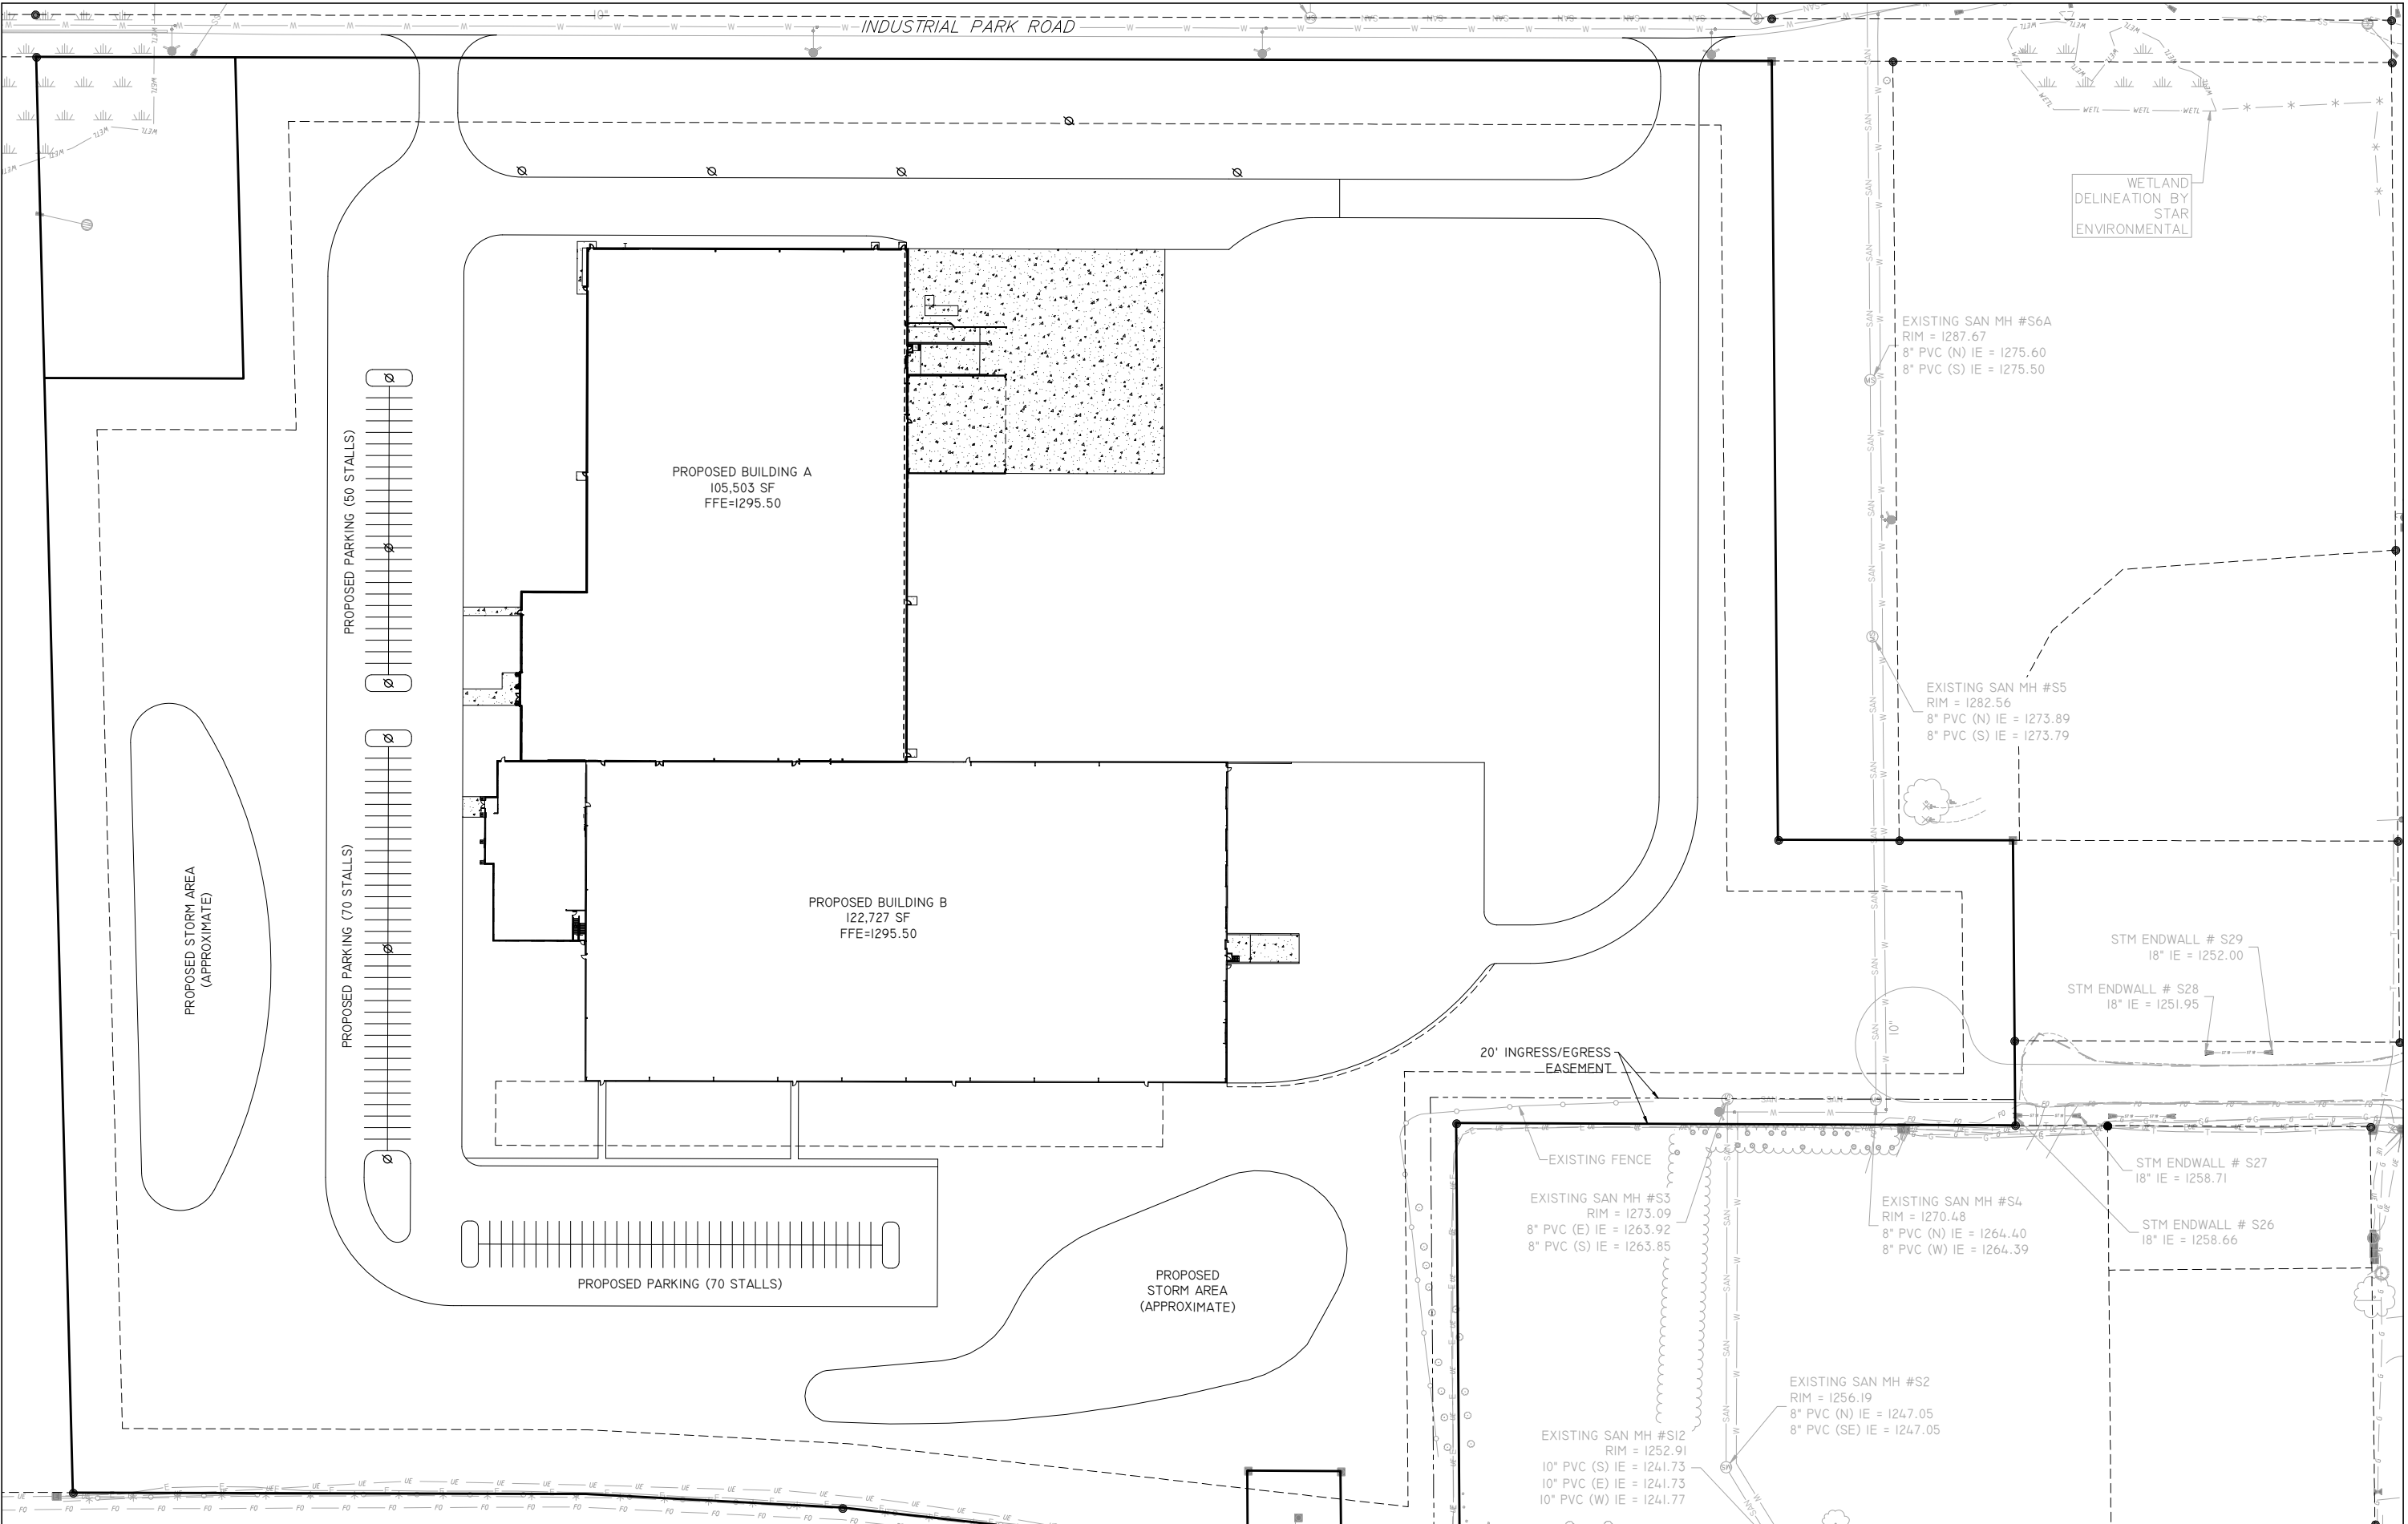 INDUSTRIAL PARK ROAD
10"
WETLAND
DELINEATION BY
STAR
ENVIRONMENTAL
EXISTING SAN MH #S6A
RIM = 1287.67
8" PVC (N) IE = 1275.60
8" PVC (S) IE = 1275.50
PROPOSED PARKING (50 STALLS)
PROPOSED BUILDING A
105,503 SF
FFE=1295.50
EXISTING SAN MH #S5
RIM = 1282.56
8" PVC (N) IE = 1273.89
8" PVC (S) IE = 1273.79
PROPOSED STORM AREA
(APPROXIMATE)
PROPOSED PARKING (70 STALLS)
PROPOSED BUILDING B
122,727 SF
FFE=1295.50
STM ENDWALL # S29
18" IE = 1252.00
STM ENDWALL # S28
18" IE = 1251.95
10"
20' INGRESS/EGRESS
EASEMENT
EXISTING FENCE
STM ENDWALL # S27
18" IE = 1258.71
EXISTING SAN MH #S3
RIM = 1273.09
8" PVC (E) IE = 1263.92
8" PVC (S) IE = 1263.85
EXISTING SAN MH #S4
RIM = 1270.48
8" PVC (N) IE = 1264.40
8" PVC (W) IE = 1264.39
STM ENDWALL # S26
18" IE = 1258.66
PROPOSED PARKING (70 STALLS)
PROPOSED
STORM AREA
(APPROXIMATE)
EXISTING SAN MH #S2
RIM = 1256.19
8" PVC (N) IE = 1247.05
8" PVC (SE) IE = 1247.05
EXISTING SAN MH #S12
RIM = 1252.91
10" PVC (S) IE = 1241.73
10" PVC (E) IE = 1241.73
10" PVC (W) IE = 1241.77